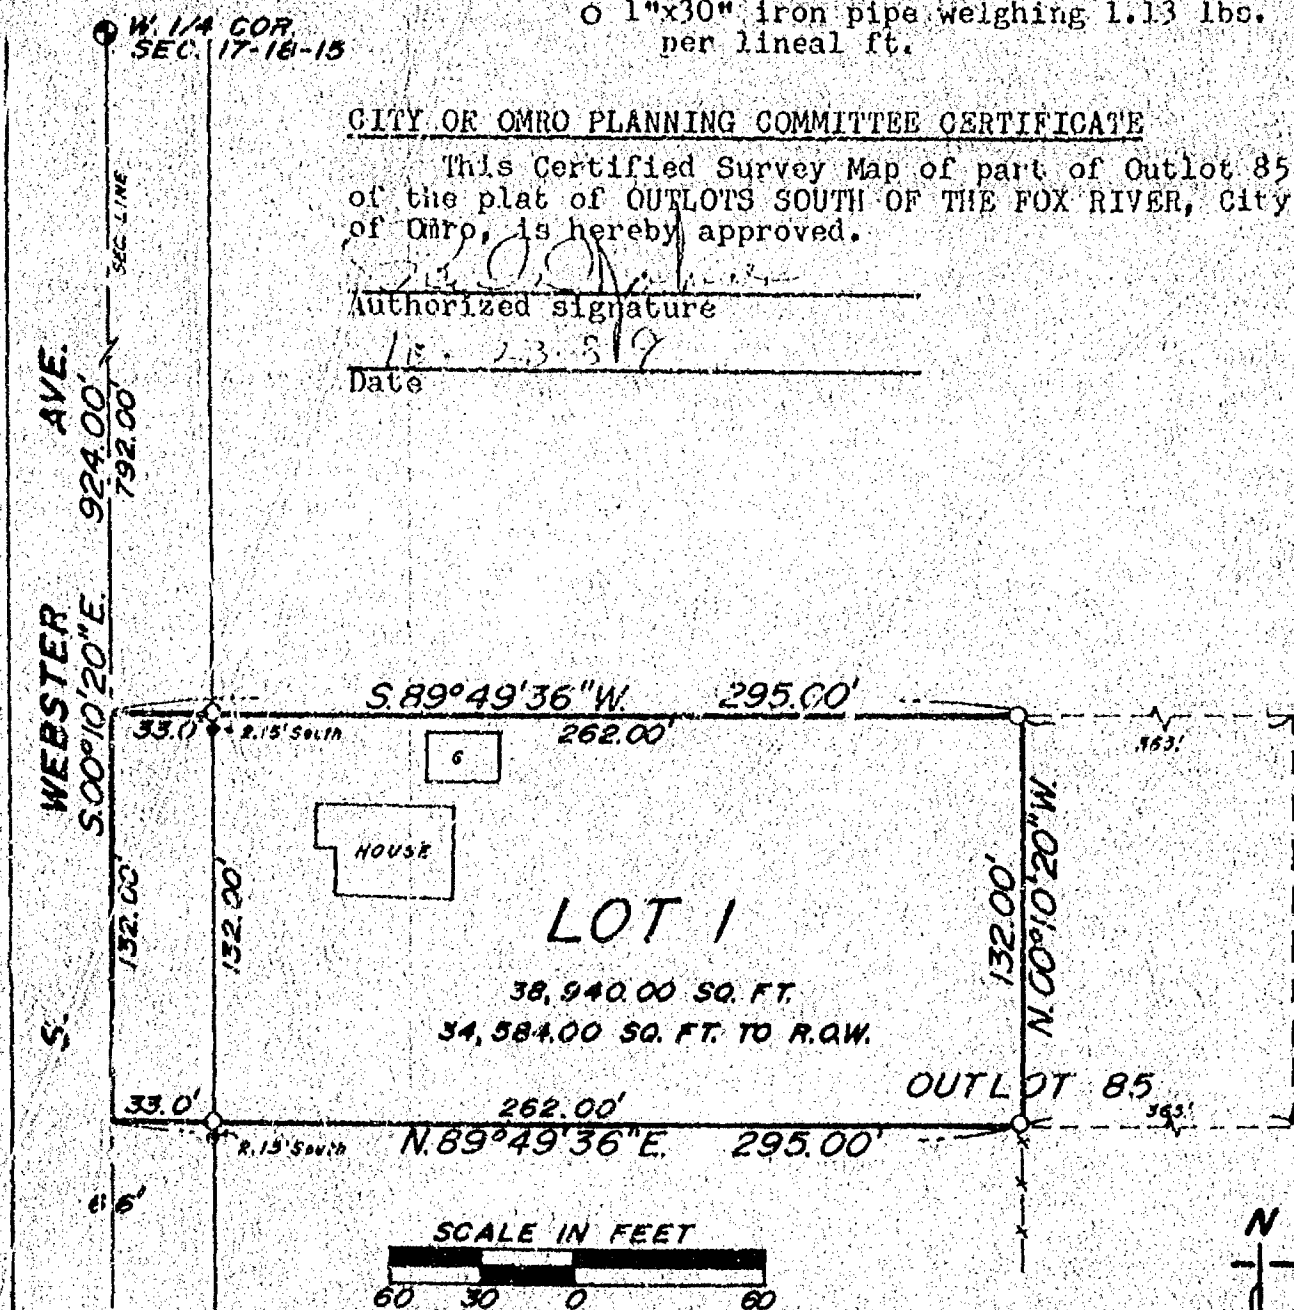 W. 1/4 COR.
SEC. 17-18-15
O 1"x30" iron pipe weighing 1.13 lbs.
per lineal ft.
CITY OF OMRO PLANNING COMMITTEE CERTIFICATE
This Certified Survey Map of part of Outlot 85
of the plat of OUTLOTS SOUTH OF THE FOX RIVER, City
of Omro, is hereby approved.
Authorized signature
Date
SEC. LINE
S. WEBSTER AVE.
S.00°10'20"E. 924.00'
792.00'
S.89°49'36"W. 295.00'
33.0'
2.15' South
262.00'
363'
G
HOUSE
132.00'
132.00'
LOT 1
38,940.00 SQ. FT.
34,584.00 SQ. FT. TO R.O.W.
132.00'
N.00°10'20"W.
OUTLOT 85
363'
33.0'
262.00'
2.15' South
N.89°49'36"E. 295.00'
66'
SCALE IN FEET
60 30 0 60
N